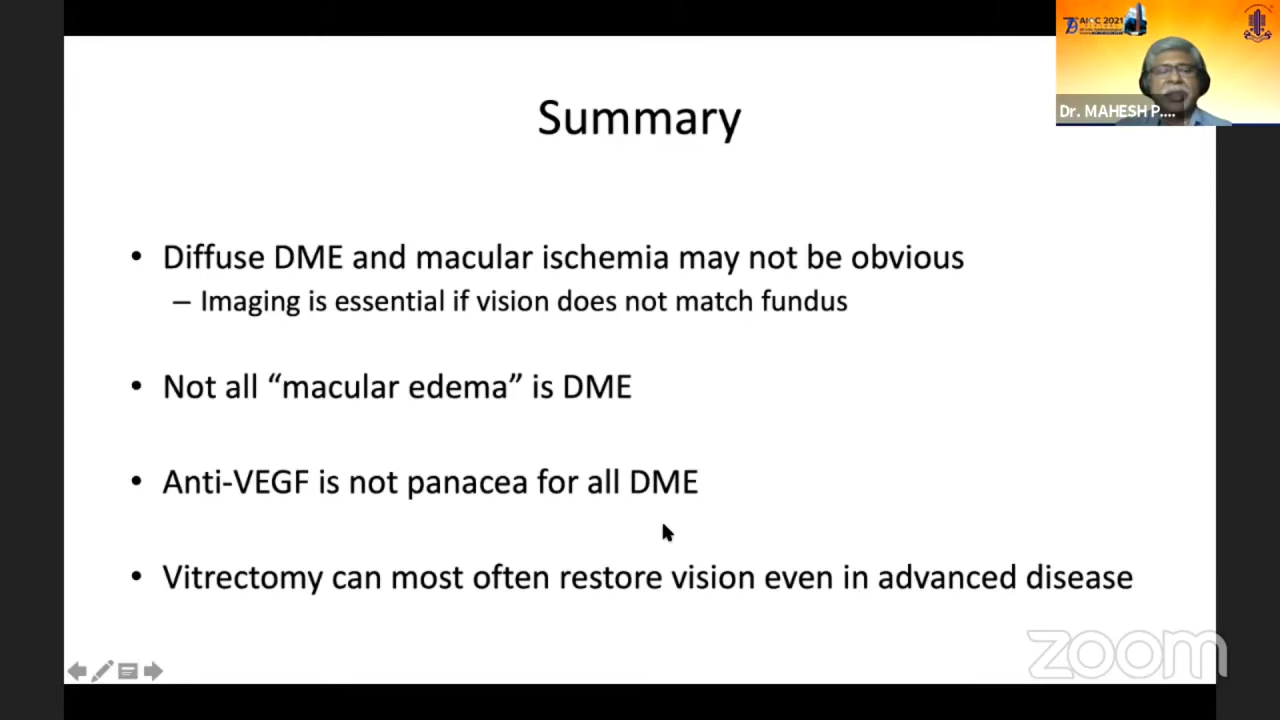 AIOC 2021
Dr. MAHESH P....
Summary
• Diffuse DME and macular ischemia may not be obvious
– Imaging is essential if vision does not match fundus
• Not all “macular edema” is DME
• Anti-VEGF is not panacea for all DME
• Vitrectomy can most often restore vision even in advanced disease
zoom